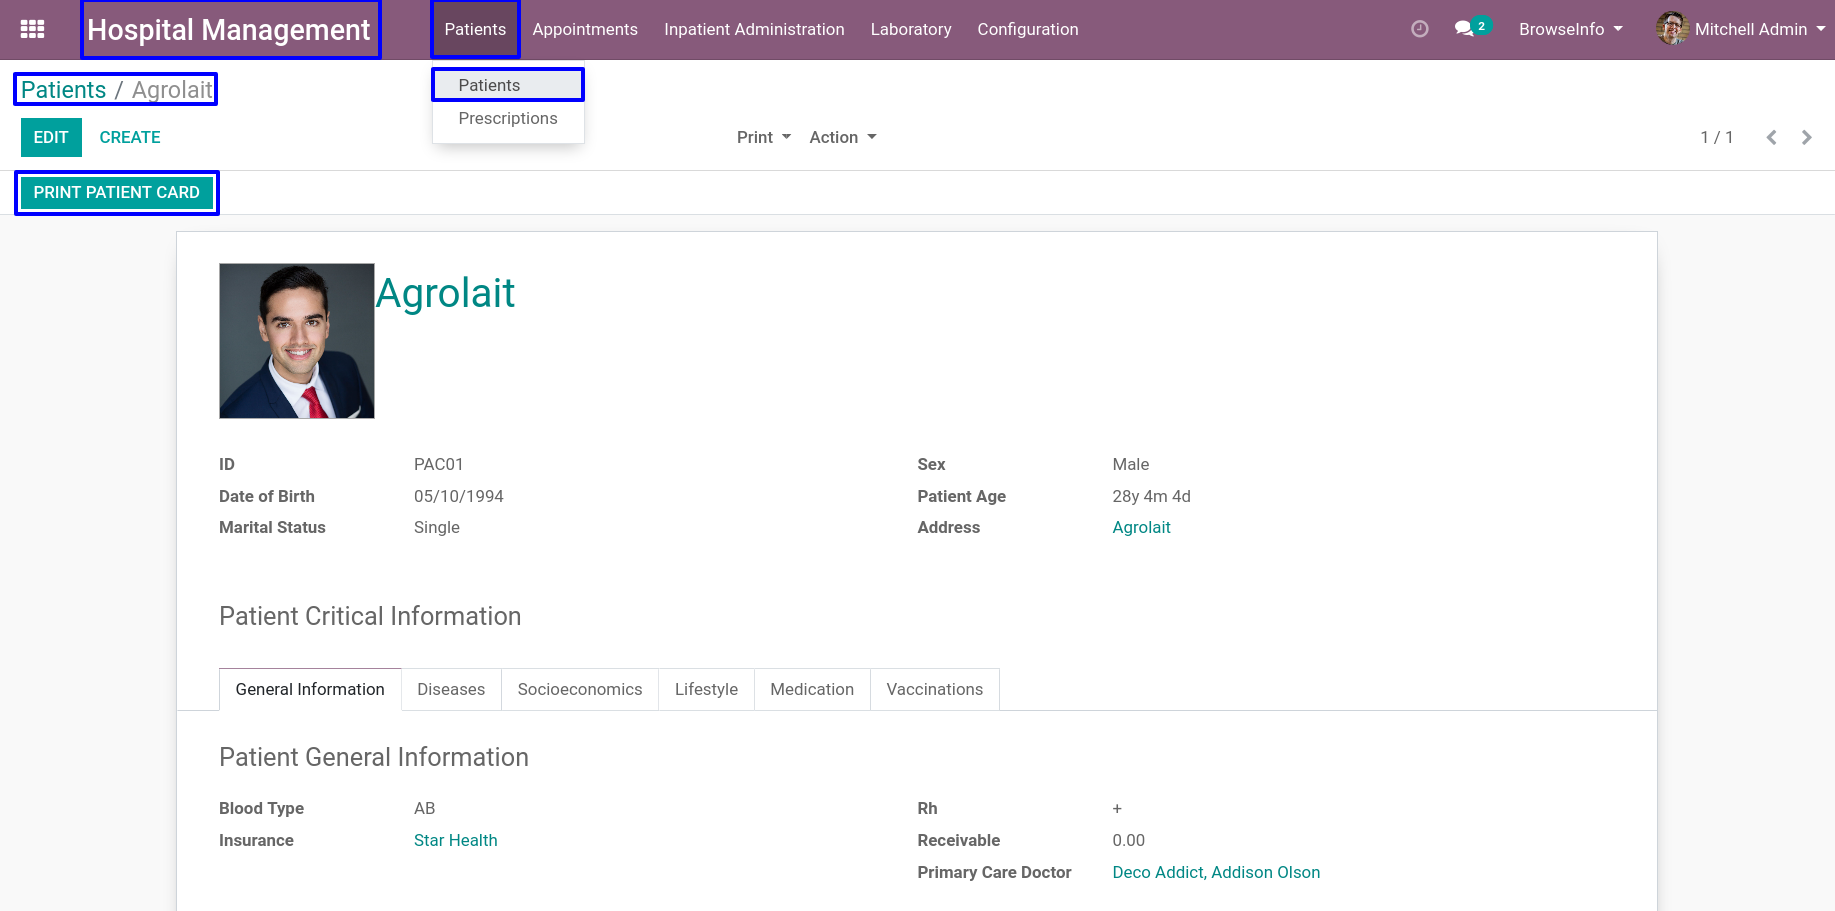 Hospital Management Patients Appointments Inpatient Administration Laboratory Configuration 2 BrowseInfo Mitchell Admin
Patients / Agrolait
Patients
Prescriptions
EDIT CREATE Print Action 1 / 1
PRINT PATIENT CARD
Agrolait
ID PAC01 Sex Male
Date of Birth 05/10/1994 Patient Age 28y 4m 4d
Marital Status Single Address Agrolait
Patient Critical Information
General Information Diseases Socioeconomics Lifestyle Medication Vaccinations
Patient General Information
Blood Type AB Rh +
Insurance Star Health Receivable 0.00
Primary Care Doctor Deco Addict, Addison Olson